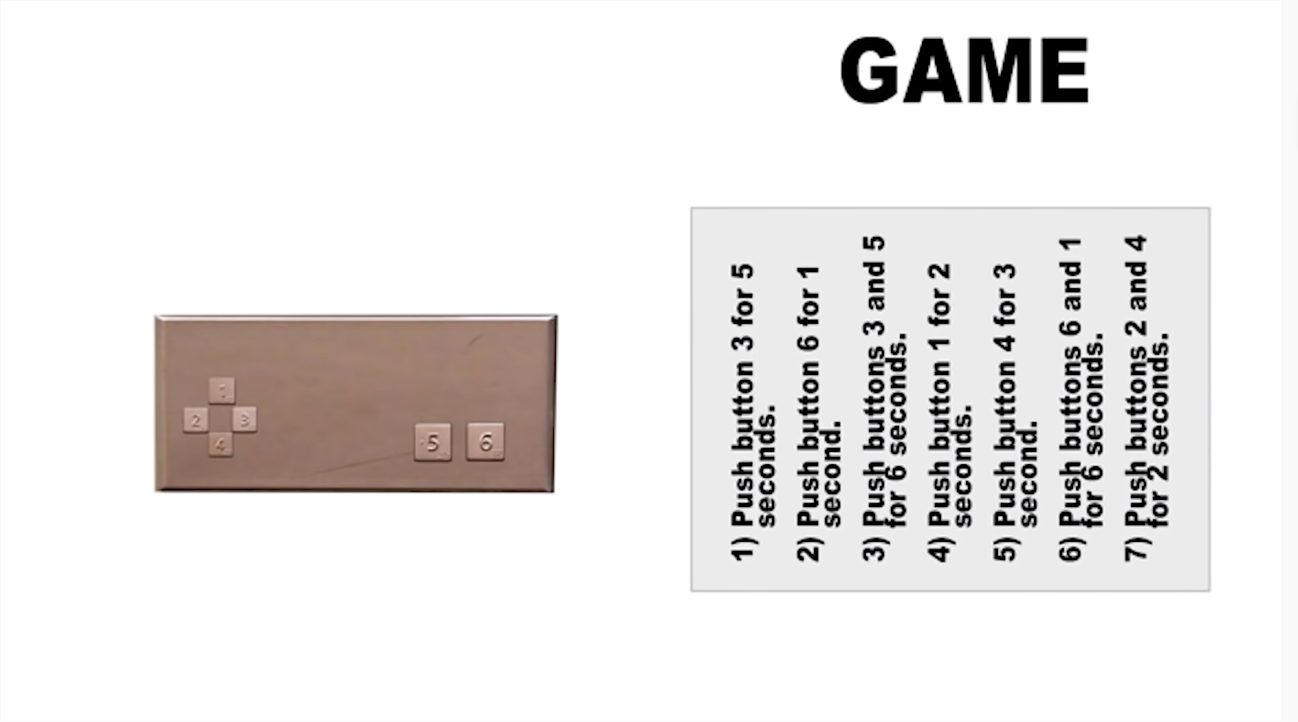 GAME
1
2
3
4
5
6
1) Push button 3 for 5
seconds.
2) Push button 6 for 1
second.
3) Push buttons 3 and 5
for 6 seconds.
4) Push button 1 for 2
seconds.
5) Push button 4 for 3
second.
6) Push buttons 6 and 1
for 6 seconds.
7) Push buttons 2 and 4
for 2 seconds.